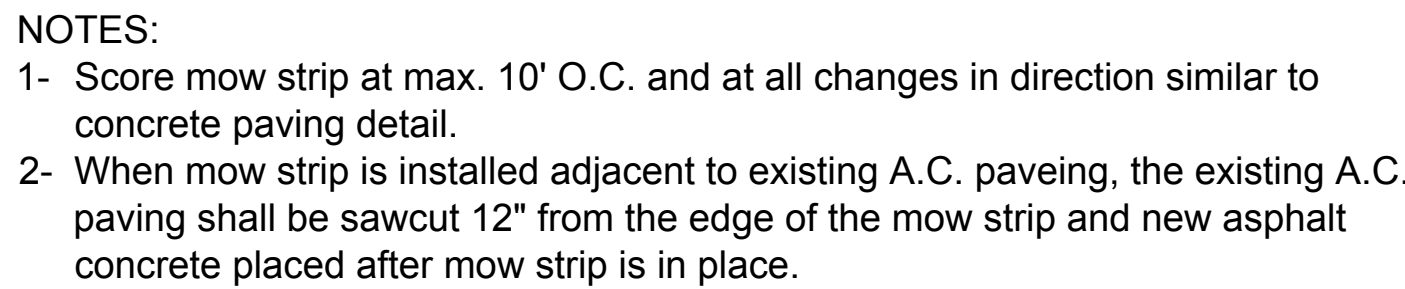 NOTES:
1- Score mow strip at max. 10' O.C. and at all changes in direction similar to
concrete paving detail.
2- When mow strip is installed adjacent to existing A.C. paveing, the existing A.C.
paving shall be sawcut 12" from the edge of the mow strip and new asphalt
concrete placed after mow strip is in place.